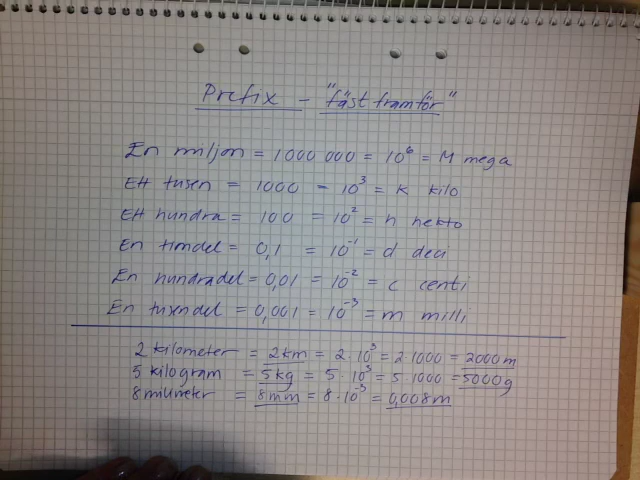 Prefix - "fäst framför"
En miljon = 1000 000 = 10⁶ = M mega
Ett tusen = 1000 = 10³ = k kilo
Ett hundra = 100 = 10² = h hekto
En tiondel = 0,1 = 10⁻¹ = d deci
En hundradel = 0,01 = 10⁻² = c centi
En tusendel = 0,001 = 10⁻³ = m milli
2 kilometer = 2 km = 2·10³ = 2·1000 = 2000 m
5 kilogram = 5 kg = 5·10³ = 5·1000 = 5000 g
8 milimeter = 8 mm = 8·10⁻³ = 0,008 m